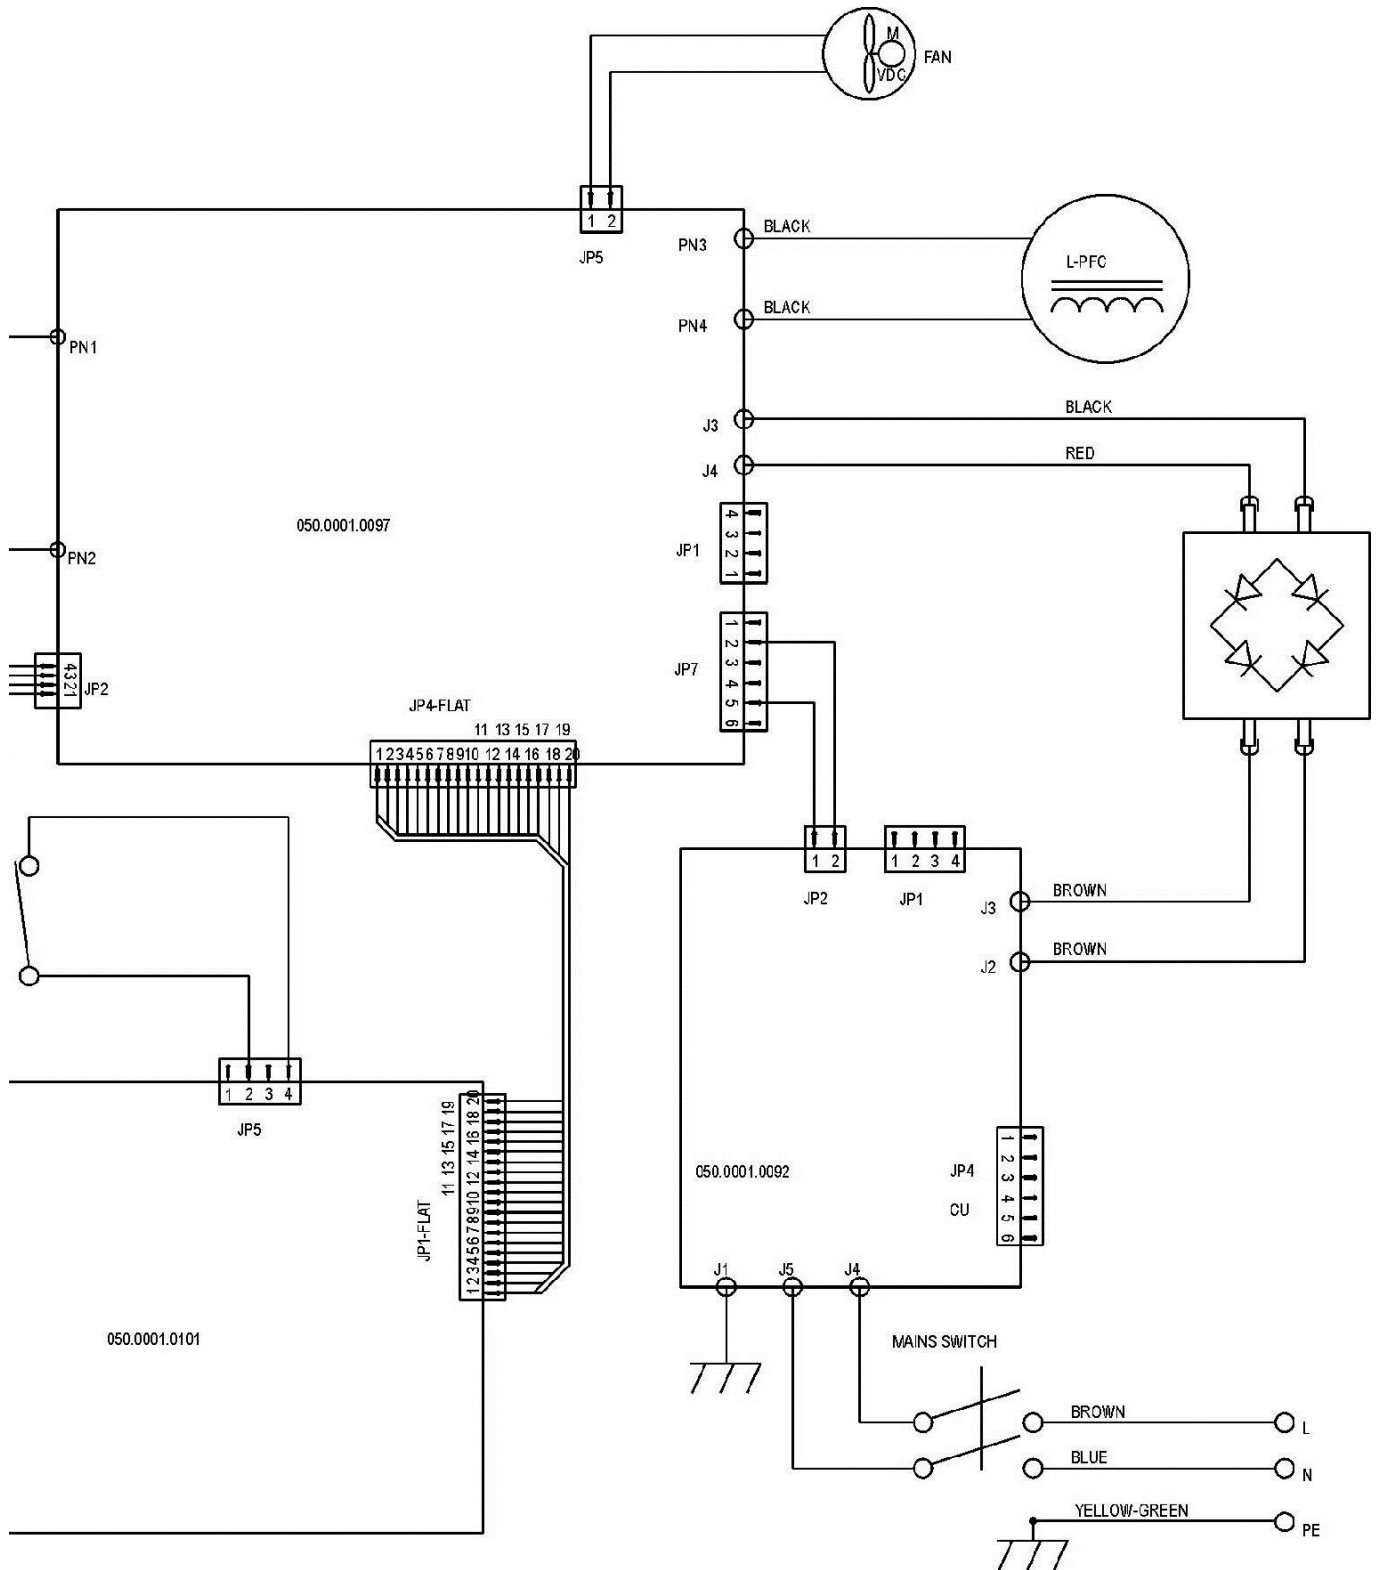 M
VDC
FAN
1 2
JP5
PN3
BLACK
L-PFC
PN4
BLACK
PN1
J3
BLACK
J4
RED
050.0001.0097
JP1
4
3
2
1
PN2
JP7
1
2
3
4
5
6
4321
JP2
JP4-FLAT
11 13 15 17 19
1 2 3 4 5 6 7 8 9 10 12 14 16 18 20
1 2
JP2
1 2 3 4
JP1
J3
BROWN
J2
BROWN
1 2 3 4
JP5
11 13 15 17 19
1 2 3 4 5 6 7 8 9 10 12 14 16 18 20
JP1-FLAT
050.0001.0092
JP4
CU
1
2
3
4
5
6
J1
J5
J4
050.0001.0101
MAINS SWITCH
BROWN
L
BLUE
N
YELLOW-GREEN
PE